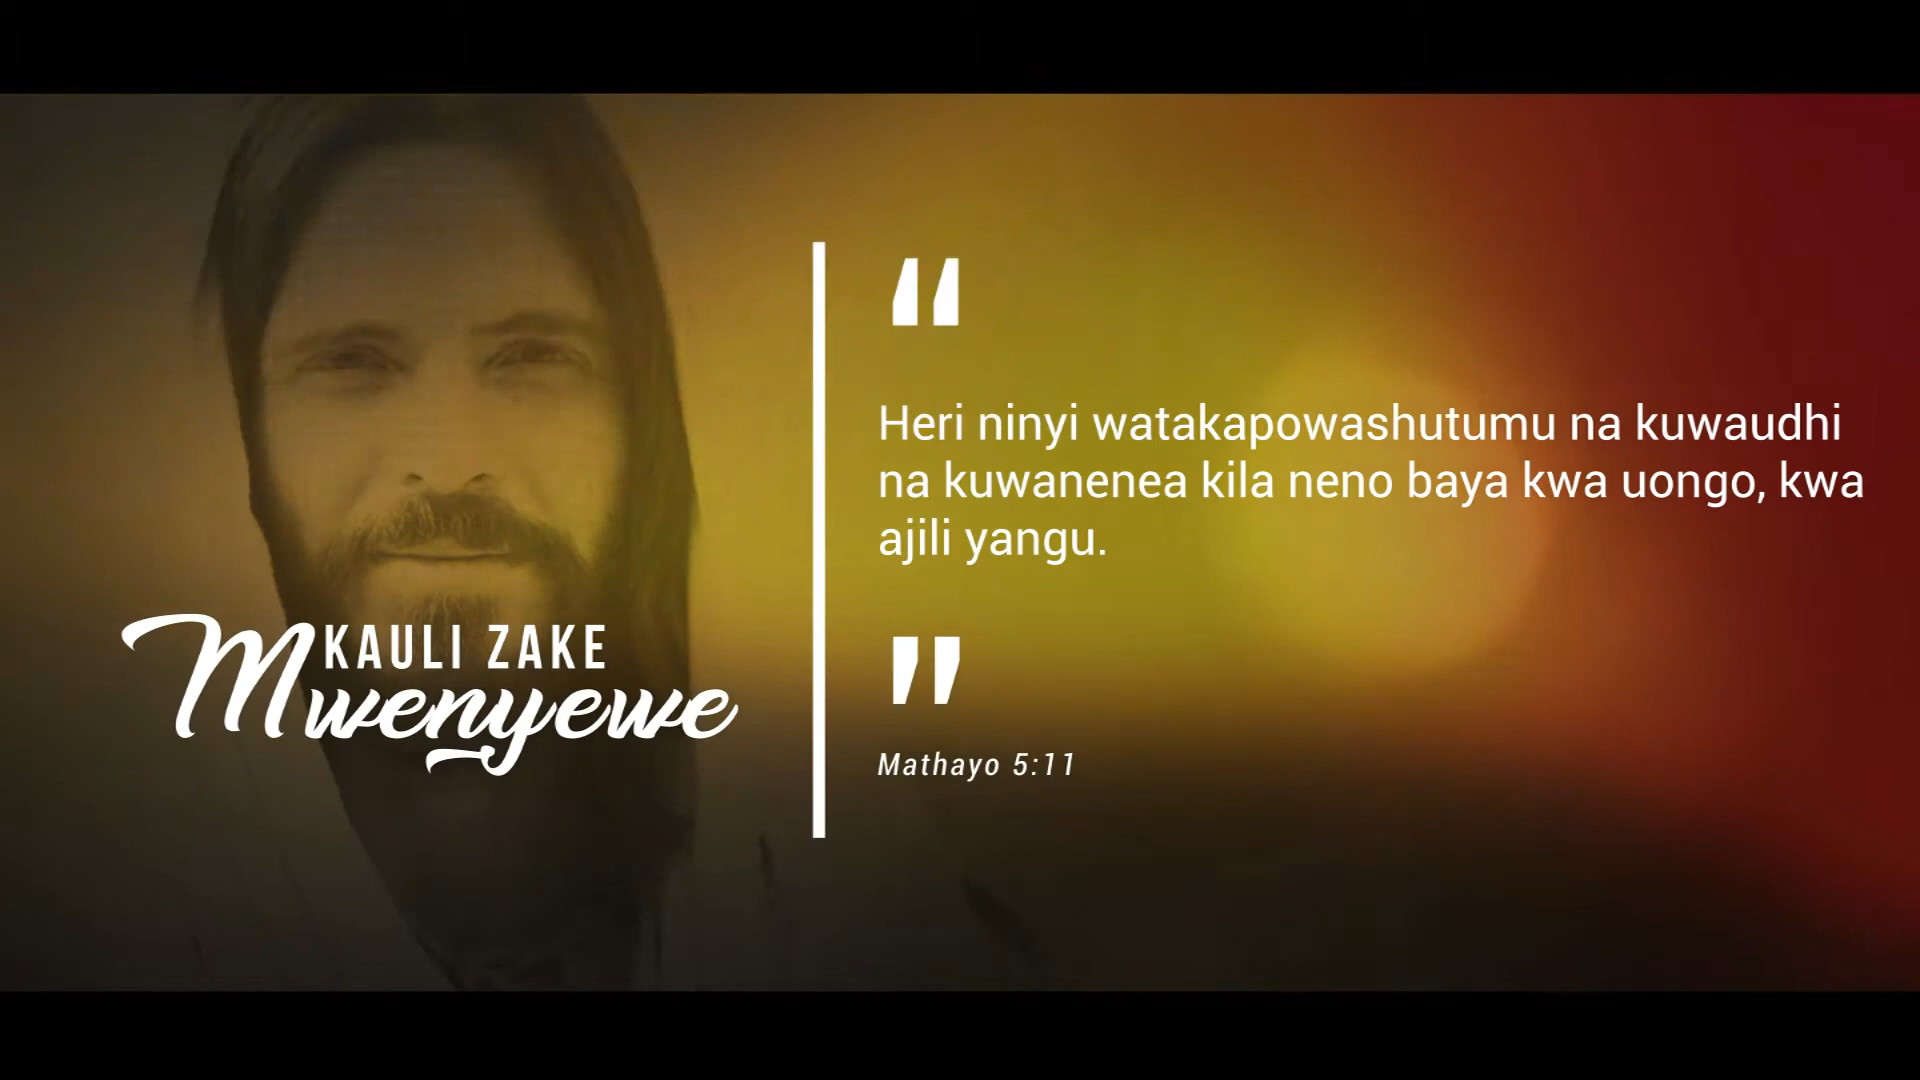 KAULI ZAKE
Mwenyewe
“
Heri ninyi watakapowashutumu na kuwaudhi
na kuwanenea kila neno baya kwa uongo, kwa
ajili yangu.
”
Mathayo 5:11